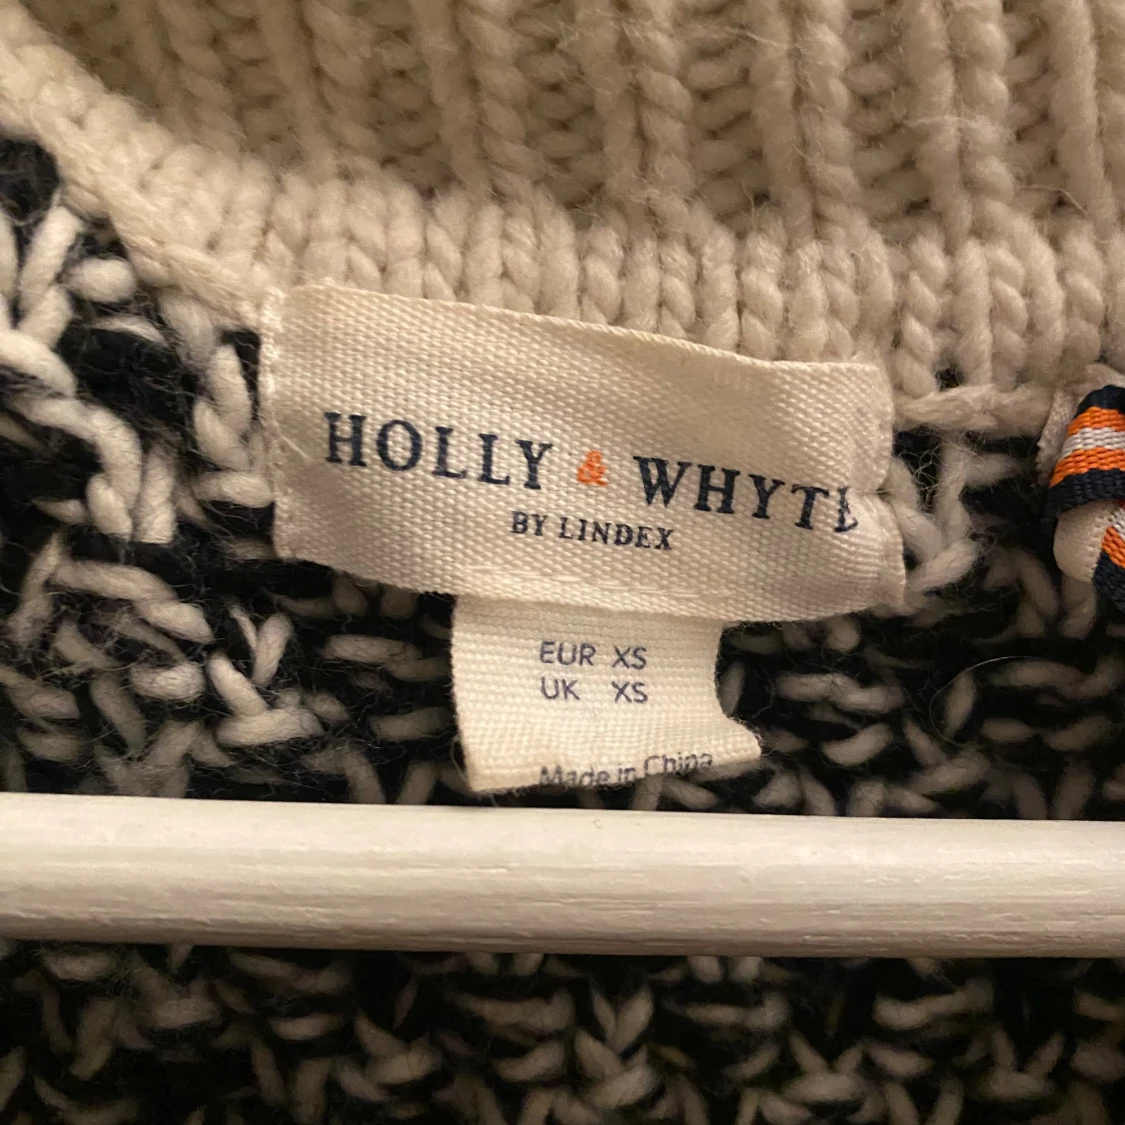 HOLLY & WHYTE
BY LINDEX
EUR XS
UK XS
Made in China